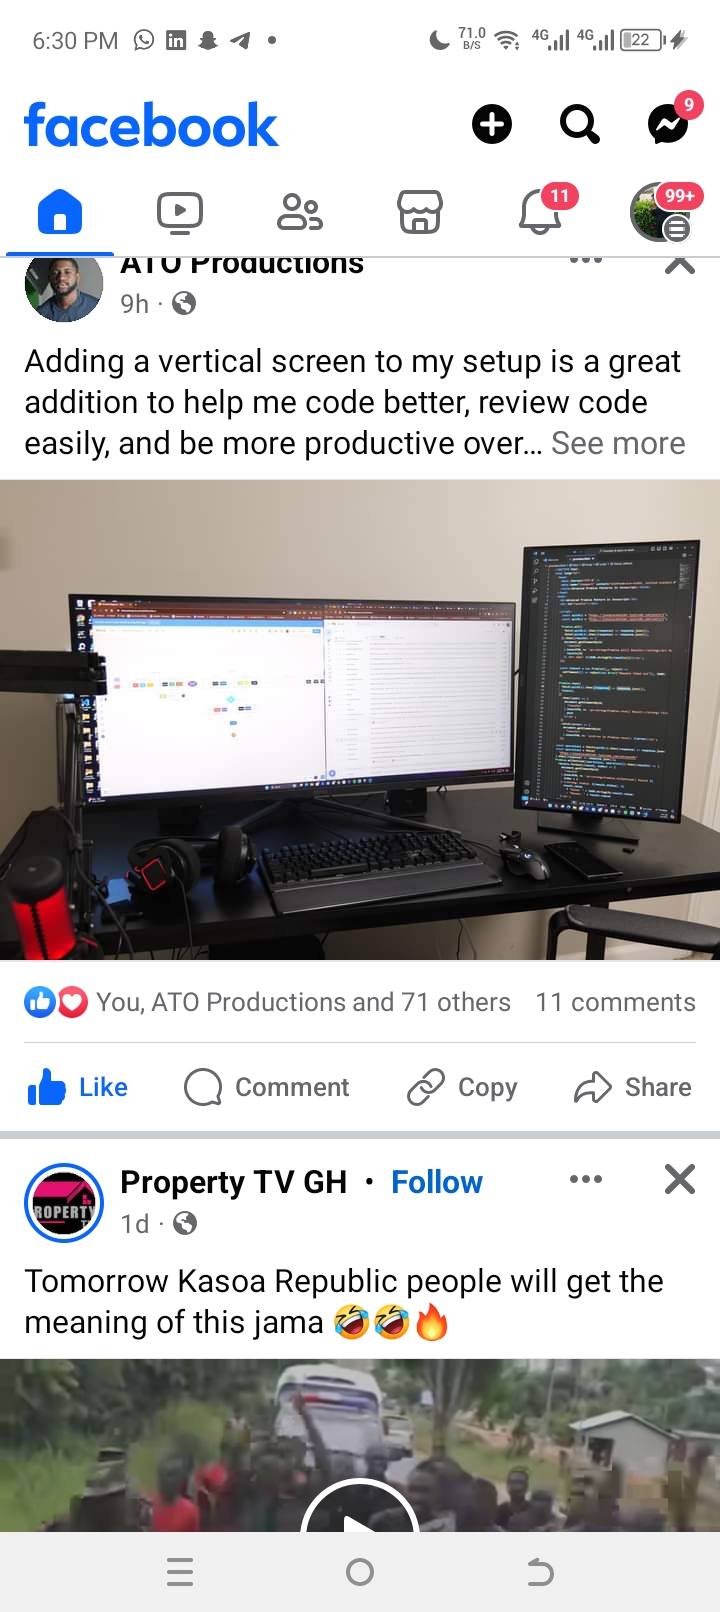 6:30 PM
71.0
B/S
4G
4G
22
facebook
9
11
99+
ATO Productions
9h ·
Adding a vertical screen to my setup is a great
addition to help me code better, review code
easily, and be more productive over... See more
You, ATO Productions and 71 others
11 comments
Like
Comment
Copy
Share
Property TV GH • Follow
1d ·
ROPERTY
Tomorrow Kasoa Republic people will get the
meaning of this jama 🤣🤣🔥